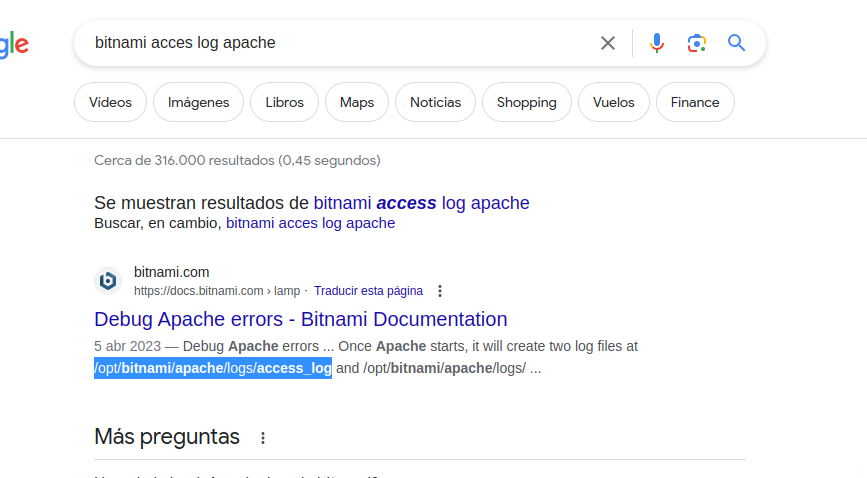 gle
bitnami acces log apache
Vídeos Imágenes Libros Maps Noticias Shopping Vuelos Finance
Cerca de 316.000 resultados (0,45 segundos)
Se muestran resultados de bitnami access log apache
Buscar, en cambio, bitnami acces log apache
bitnami.com
https://docs.bitnami.com › lamp · Traducir esta página
Debug Apache errors - Bitnami Documentation
5 abr 2023 — Debug Apache errors ... Once Apache starts, it will create two log files at
/opt/bitnami/apache/logs/access_log and /opt/bitnami/apache/logs/ ...
Más preguntas